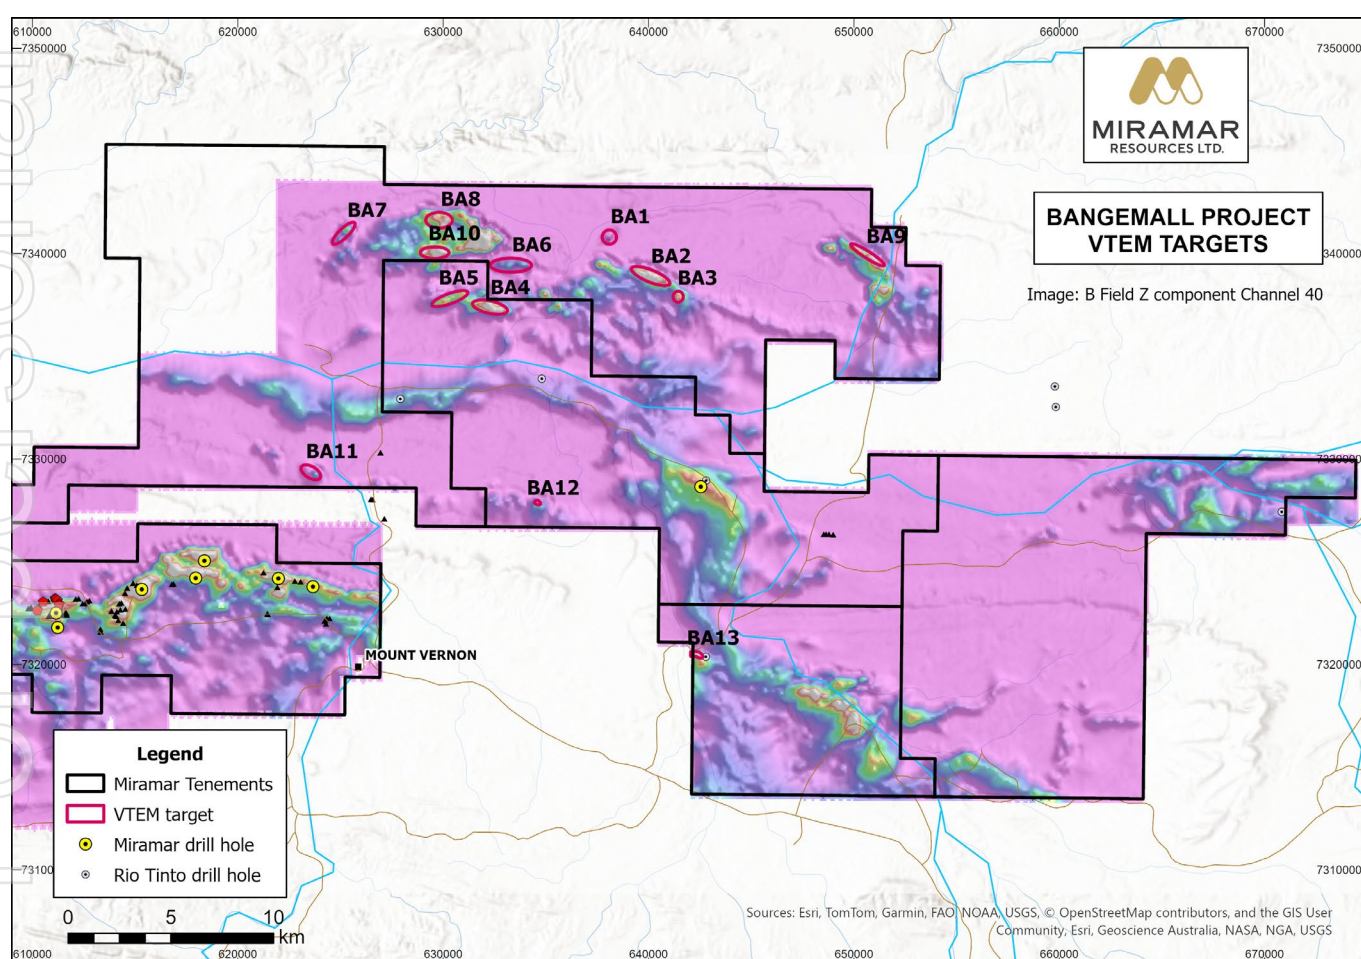 610000
620000
630000
640000
650000
660000
670000
7350000
7350000
MIRAMAR
RESOURCES LTD.
BANGEMALL PROJECT
VTEM TARGETS
Image: B Field Z component Channel 40
BA7
BA8
BA10
BA6
BA1
BA2
BA3
BA9
BA5
BA4
7340000
7340000
BA11
BA12
7330000
7330000
BA13
MOUNT VERNON
7320000
7320000
Legend
Miramar Tenements
VTEM target
Miramar drill hole
Rio Tinto drill hole
7310000
0
5
10
km
Sources: Esri, TomTom, Garmin, FAO, NOAA, USGS, © OpenStreetMap contributors, and the GIS User
Community, Esri, Geoscience Australia, NASA, NGA, USGS
610000
620000
630000
640000
650000
660000
670000